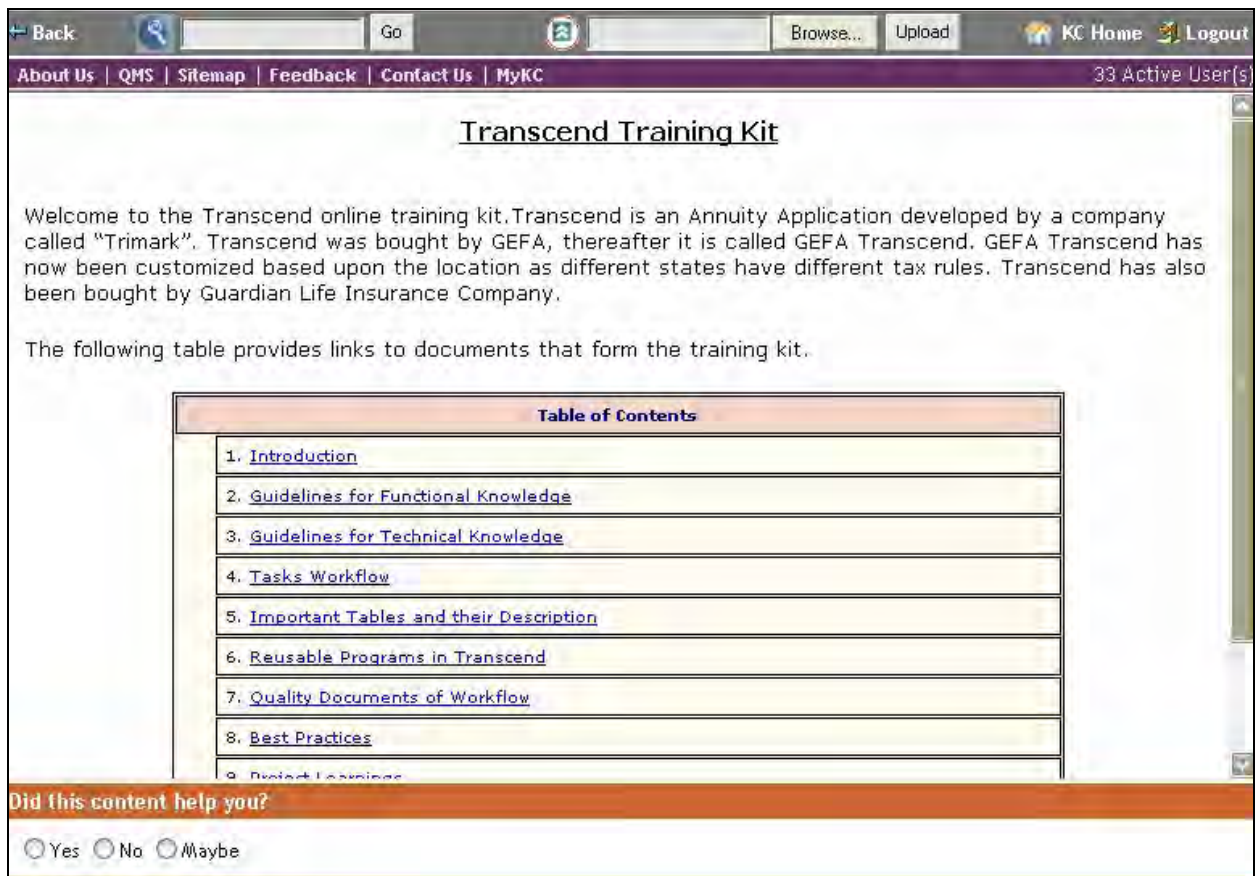 Back Go Browse... Upload KC Home Logout
About Us | QMS | Sitemap | Feedback | Contact Us | MyKC 33 Active User(s)
Transcend Training Kit
Welcome to the Transcend online training kit.Transcend is an Annuity Application developed by a company
called “Trimark”. Transcend was bought by GEFA, thereafter it is called GEFA Transcend. GEFA Transcend has
now been customized based upon the location as different states have different tax rules. Transcend has also
been bought by Guardian Life Insurance Company.
The following table provides links to documents that form the training kit.
Table of Contents
1. Introduction
2. Guidelines for Functional Knowledge
3. Guidelines for Technical Knowledge
4. Tasks Workflow
5. Important Tables and their Description
6. Reusable Programs in Transcend
7. Quality Documents of Workflow
8. Best Practices
9. Project Learnings
Did this content help you?
Yes No Maybe